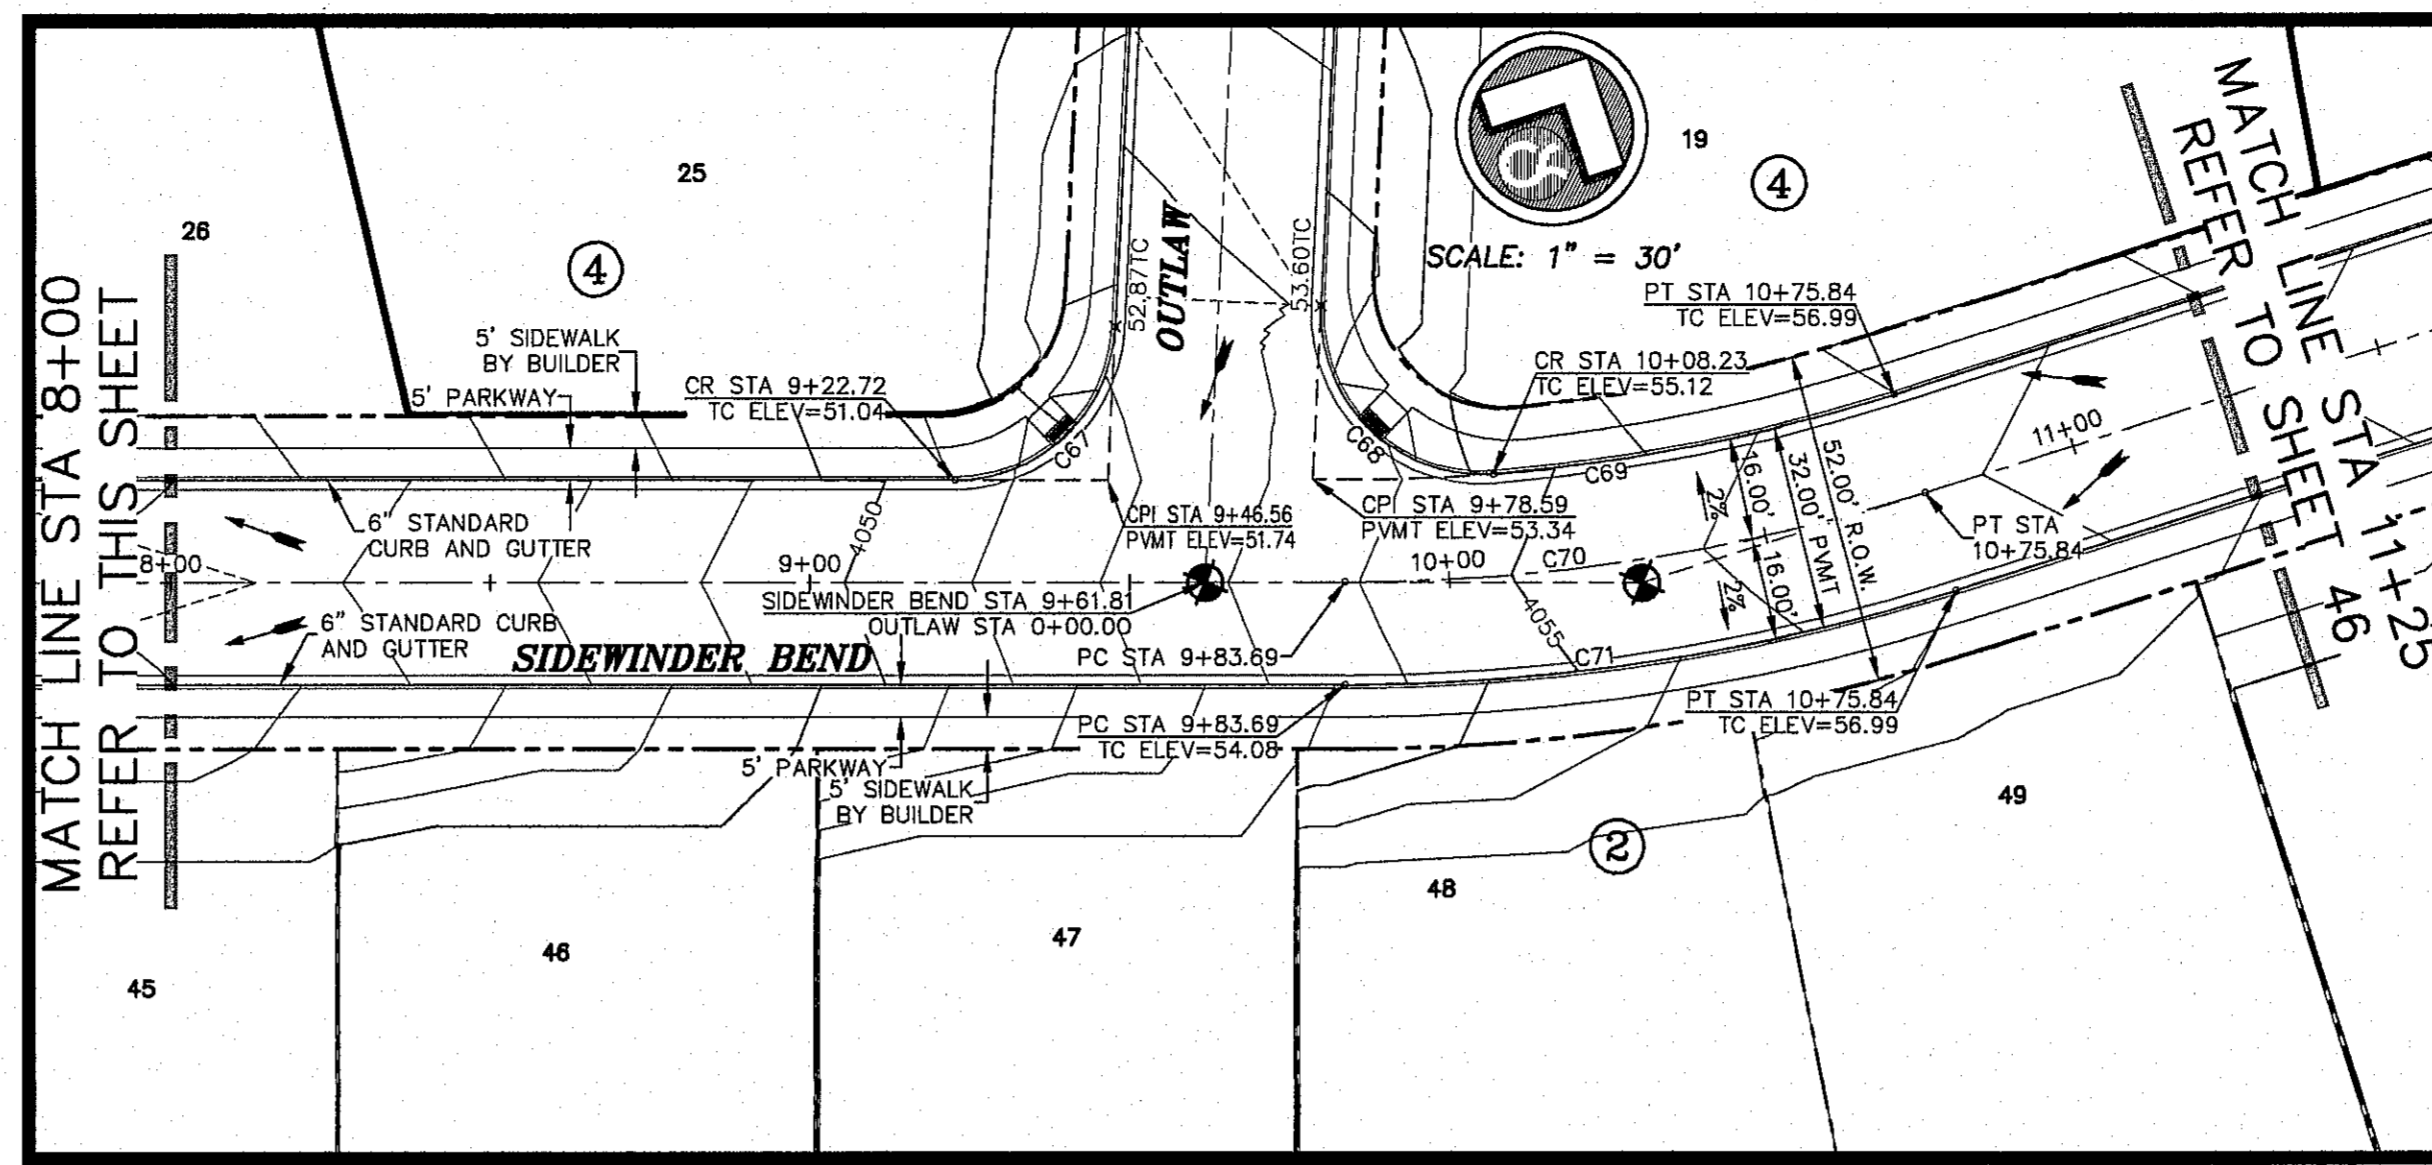 MATCH LINE STA 8+00
REFER TO THIS SHEET
26
25
4
5' SIDEWALK
BY BUILDER
5' PARKWAY
CR STA 9+22.72
TC ELEV=51.04
52.87TC
OUTLAW
53.60TC
SCALE: 1" = 30'
19
4
PT STA 10+75.84
TC ELEV=56.99
CR STA 10+08.23
TC ELEV=55.12
MATCH LINE STA 11+25
REFER TO SHEET 46
C67
C68
C69
6" STANDARD
CURB AND GUTTER
4050
CPI STA 9+46.56
PVMT ELEV=51.74
CPI STA 9+78.59
PVMT ELEV=53.34
2%
16.00'
32.00' PVMT
52.00' R.O.W.
16.00'
2%
11+00
PT STA
10+75.84
8+00
9+00
10+00
C70
4055
SIDEWINDER BEND STA 9+61.81
OUTLAW STA 0+00.00
6" STANDARD CURB
AND GUTTER
SIDEWINDER BEND
PC STA 9+83.69
C71
PC STA 9+83.69
TC ELEV=54.08
PT STA 10+75.84
TC ELEV=56.99
5' PARKWAY
5' SIDEWALK
BY BUILDER
45
46
47
48
2
49